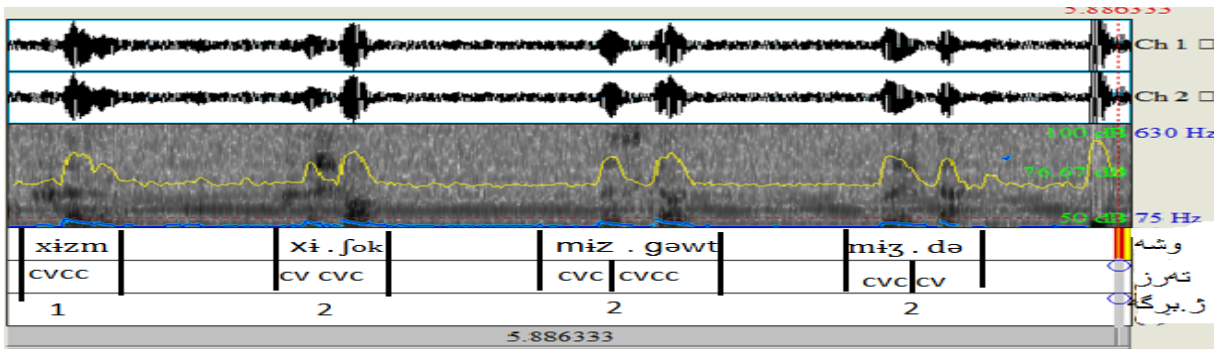 5.886333
Ch 1
Ch 2
100 dB 630 Hz
76.67 dB
50 dB 75 Hz
xɨzm xɨ.ʃok mɨz . gəwt mɨʒ . də وشە
cvcc cv cvc cvc cvcc cvc cv تەرز
1 2 2 2 ژ.برگە
5.886333